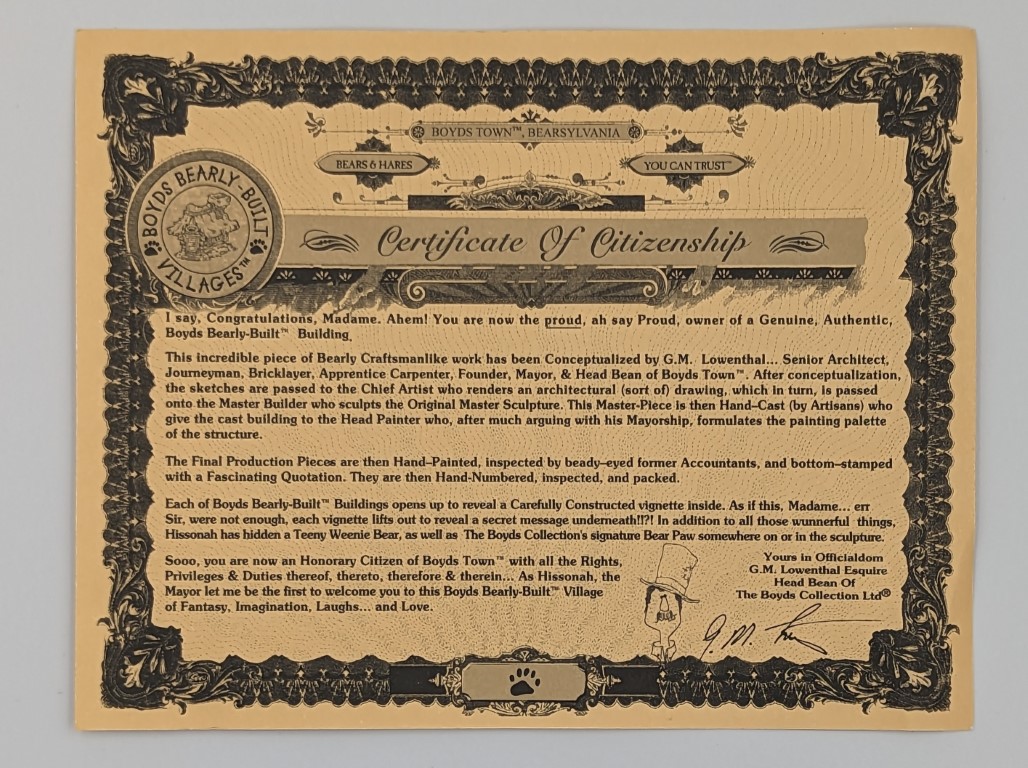 BOYDS TOWN™, BEARSYLVANIA
BEARS & HARES
YOU CAN TRUST™
BOYDS BEARLY-BUILT
VILLAGES™
Certificate Of Citizenship
I say, Congratulations, Madame. Ahem! You are now the proud, ah say Proud, owner of a Genuine, Authentic,
Boyds Bearly-Built™ Building.
This incredible piece of Bearly Craftsmanlike work has been Conceptualized by G.M. Lowenthal... Senior Architect,
Journeyman, Bricklayer, Apprentice Carpenter, Founder, Mayor, & Head Bean of Boyds Town™. After conceptualization,
the sketches are passed to the Chief Artist who renders an architectural (sort of) drawing, which in turn, is passed
onto the Master Builder who sculpts the Original Master Sculpture. This Master-Piece is then Hand-Cast (by Artisans) who
give the cast building to the Head Painter who, after much arguing with his Mayorship, formulates the painting palette
of the structure.
The Final Production Pieces are then Hand-Painted, inspected by beady-eyed former Accountants, and bottom-stamped
with a Fascinating Quotation. They are then Hand-Numbered, inspected, and packed.
Each of Boyds Bearly-Built™ Buildings opens up to reveal a Carefully Constructed vignette inside. As if this, Madame... err
Sir, were not enough, each vignette lifts out to reveal a secret message underneath!!?! In addition to all those wunnerful things,
Hissonah has hidden a Teeny Weenie Bear, as well as The Boyds Collection's signature Bear Paw somewhere on or in the sculpture.
Sooo, you are now an Honorary Citizen of Boyds Town™ with all the Rights,
Privileges & Duties thereof, thereto, therefore & therein... As Hissonah, the
Mayor let me be the first to welcome you to this Boyds Bearly-Built™ Village
of Fantasy, Imagination, Laughs... and Love.
Yours in Officialdom
G.M. Lowenthal Esquire
Head Bean Of
The Boyds Collection Ltd®
G. M.